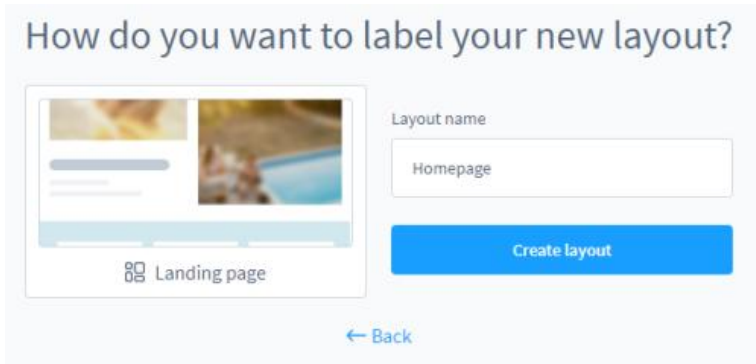 How do you want to label your new layout?
Layout name
Homepage
Create layout
Landing page
← Back